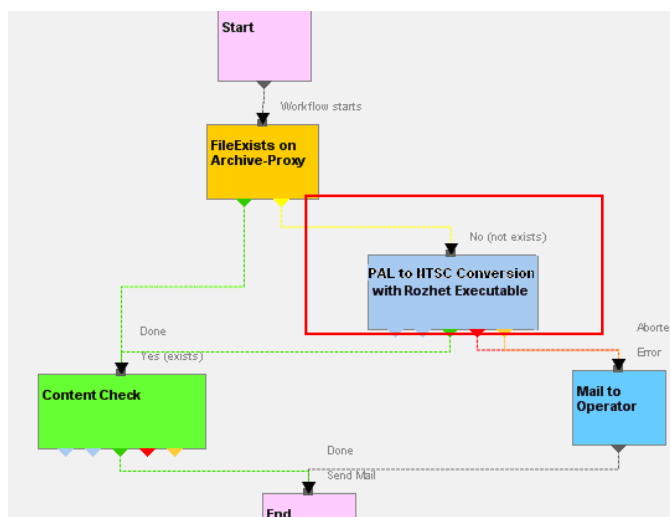 Start
Workflow starts
FileExists on
Archive-Proxy
No (not exists)
PAL to NTSC Conversion
with Rozhet Executable
Done
Yes (exists)
Aborte
Error
Content Check
Mail to
Operator
Done
Send Mail
End